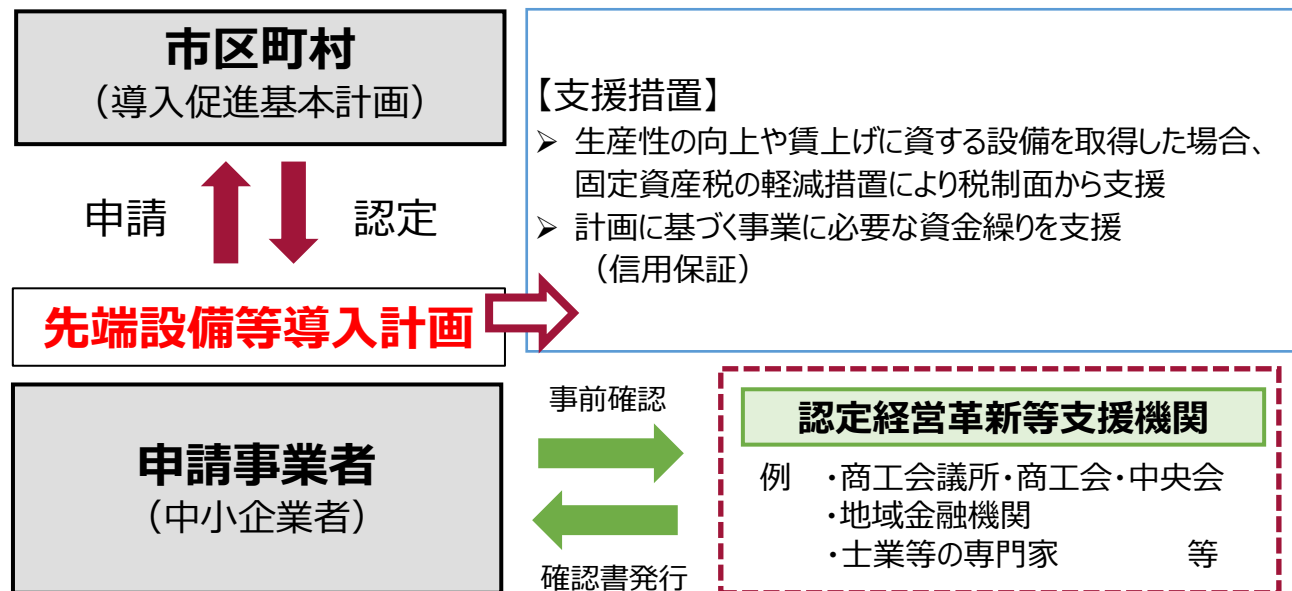 市区町村
（導入促進基本計画）
申請
認定
先端設備等導入計画
【支援措置】
➢ 生産性の向上や賃上げに資する設備を取得した場合、
固定資産税の軽減措置により税制面から支援
➢ 計画に基づく事業に必要な資金繰りを支援
（信用保証）
申請事業者
（中小企業者）
事前確認
確認書発行
認定経営革新等支援機関
例 ・商工会議所・商工会・中央会
・地域金融機関
・士業等の専門家 等